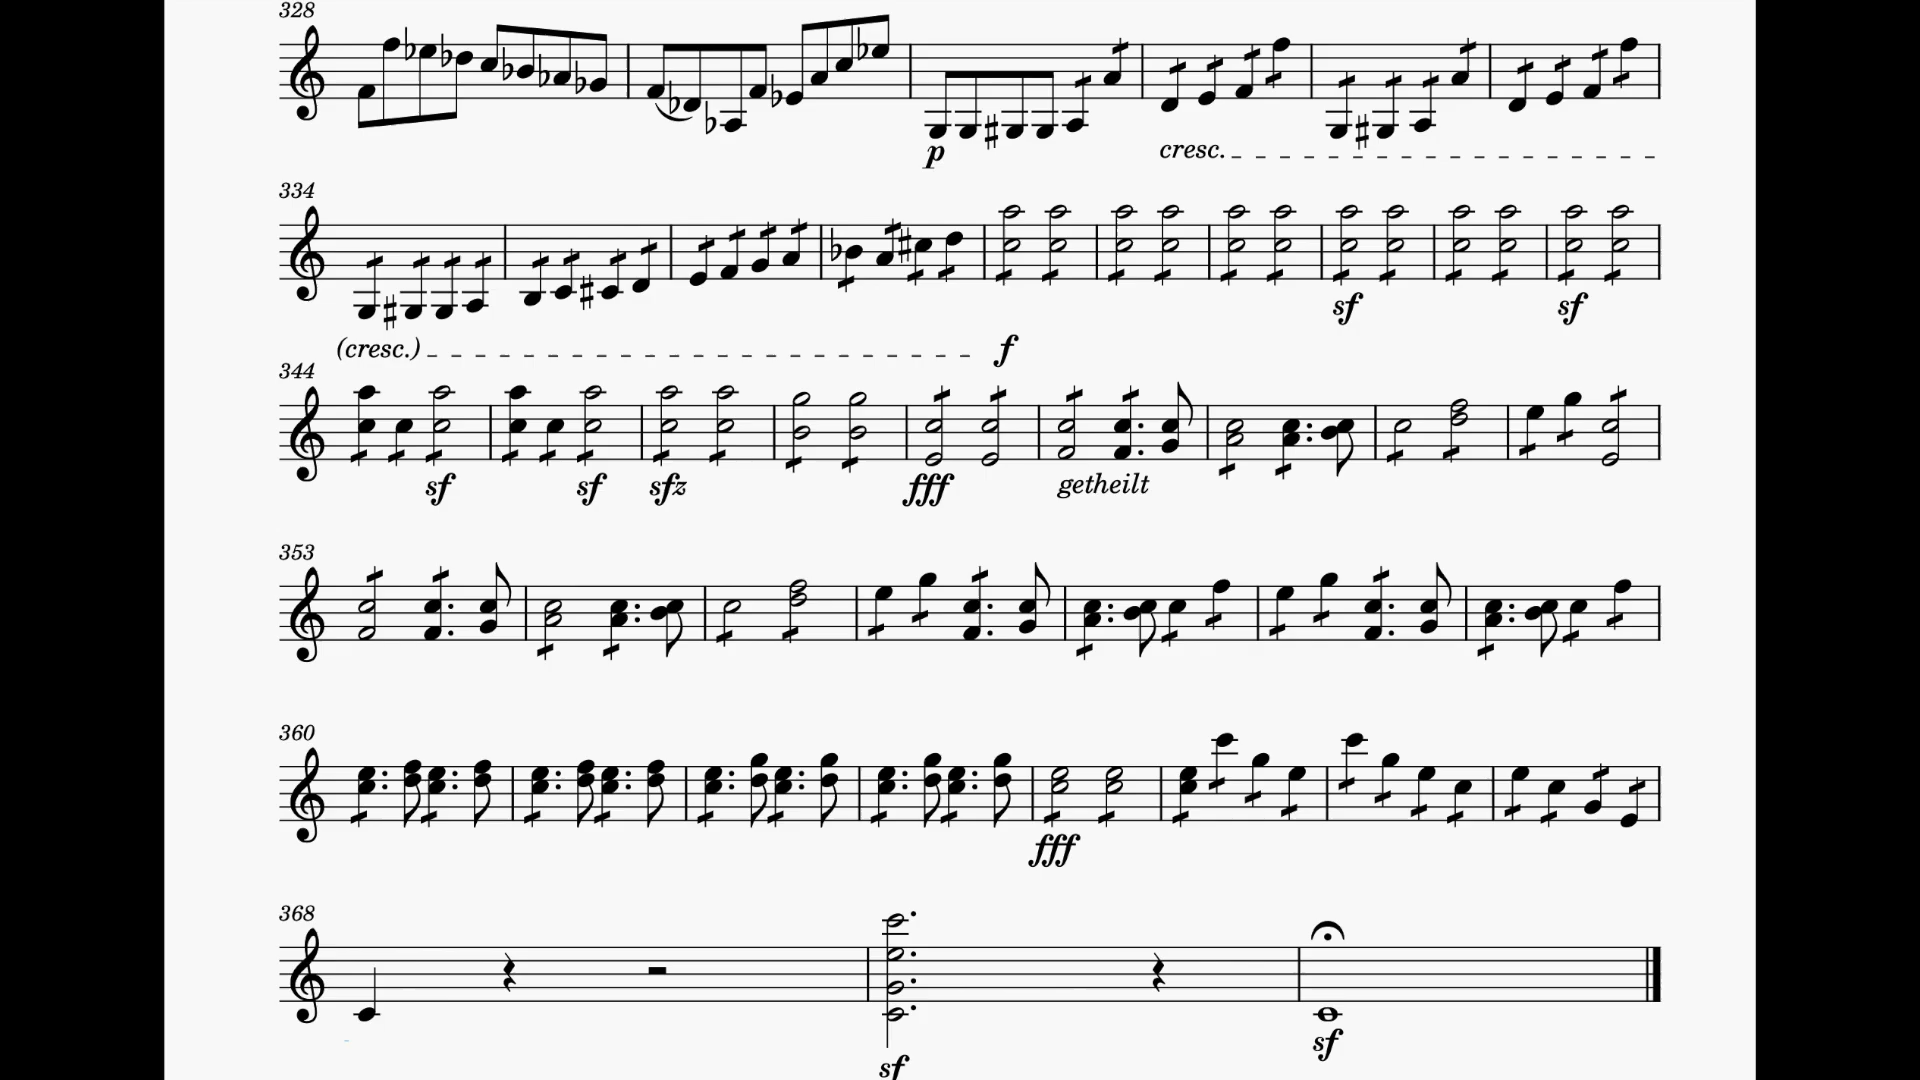 328
p cresc.
334
sf sf
(cresc.) f
344
sf sf sfz fff getheilt
353
360
fff
368
sf
sf